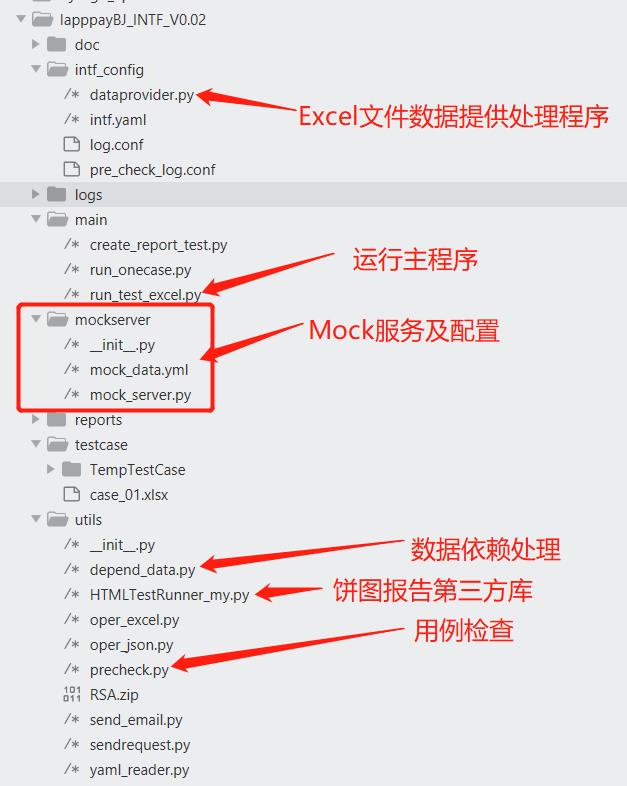 lapppayBJ_INTF_V0.02
doc
intf_config
/* dataprovider.py
Excel文件数据提供处理程序
/* intf.yaml
log.conf
pre_check_log.conf
logs
main
/* create_report_test.py
/* run_onecase.py
运行主程序
/* run_test_excel.py
mockserver
Mock服务及配置
/* __init__.py
/* mock_data.yml
/* mock_server.py
reports
testcase
TempTestCase
case_01.xlsx
utils
/* __init__.py
数据依赖处理
/* depend_data.py
/* HTMLTestRunner_my.py
饼图报告第三方库
/* oper_excel.py
/* oper_json.py
用例检查
/* precheck.py
RSA.zip
/* send_email.py
/* sendrequest.py
/* yaml_reader.py